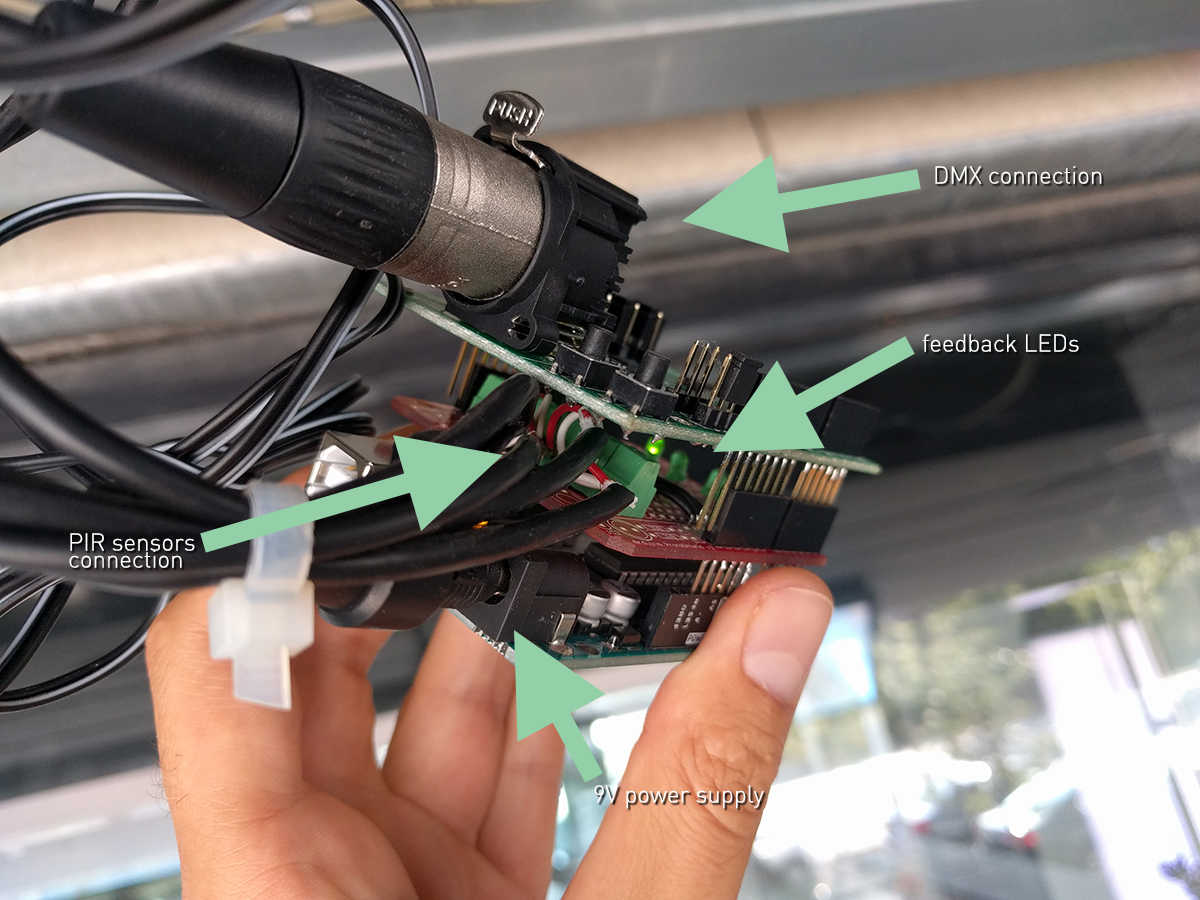 PUSH
DMX connection
feedback LEDs
PIR sensors
connection
9V power supply